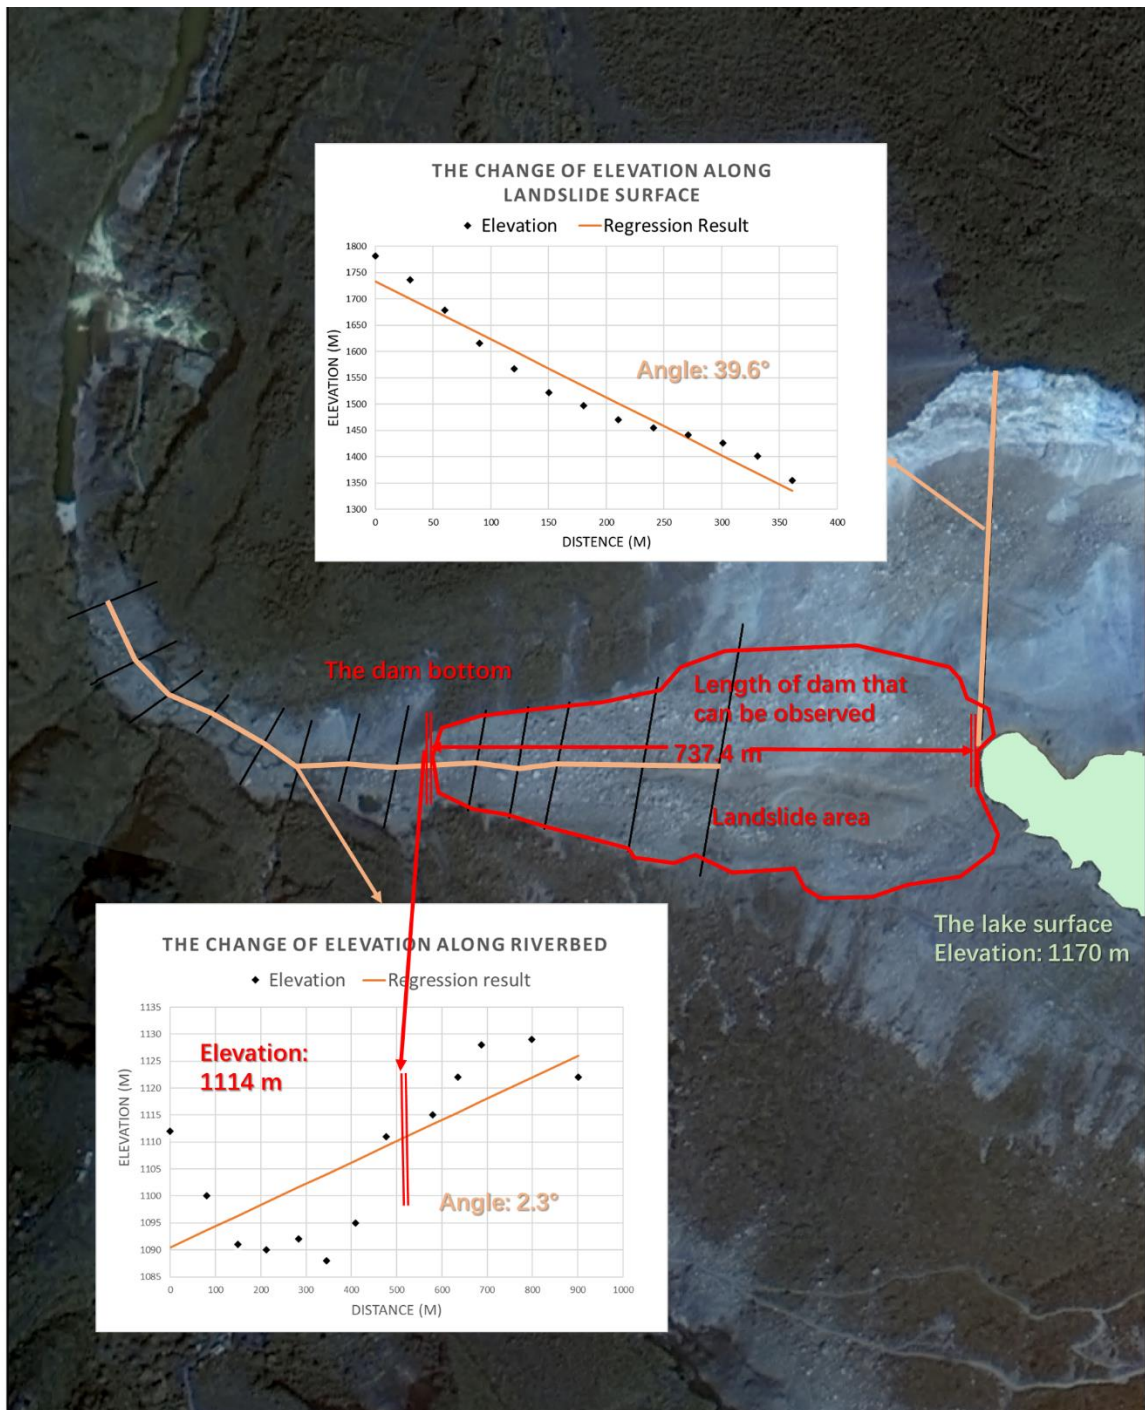 THE CHANGE OF ELEVATION ALONG
LANDSLIDE SURFACE
Elevation
Regression Result
1800
1750
1700
1650
1600
1550
1500
1450
1400
1350
1300
ELEVATION (M)
Angle: 39.6°
0
50
100
150
200
250
300
350
400
DISTENCE (M)
The dam bottom
Length of dam that
can be observed
737.4 m
Landslide area
The lake surface
Elevation: 1170 m
THE CHANGE OF ELEVATION ALONG RIVERBED
Elevation
Regression result
1135
1130
1125
1120
1115
1110
1105
1100
1095
1090
1085
ELEVATION (M)
Elevation:
1114 m
Angle: 2.3°
0
100
200
300
400
500
600
700
800
900
1000
DISTANCE (M)